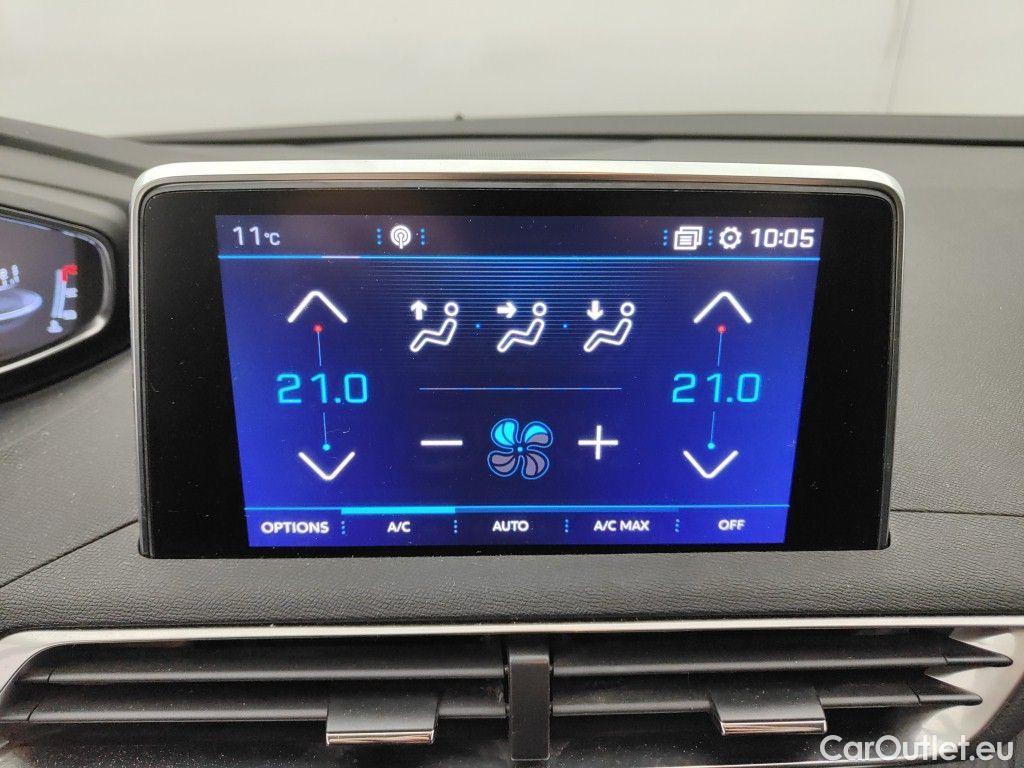 11°C 10:05
21.0 21.0
OPTIONS A/C AUTO A/C MAX OFF
CarOutlet.eu